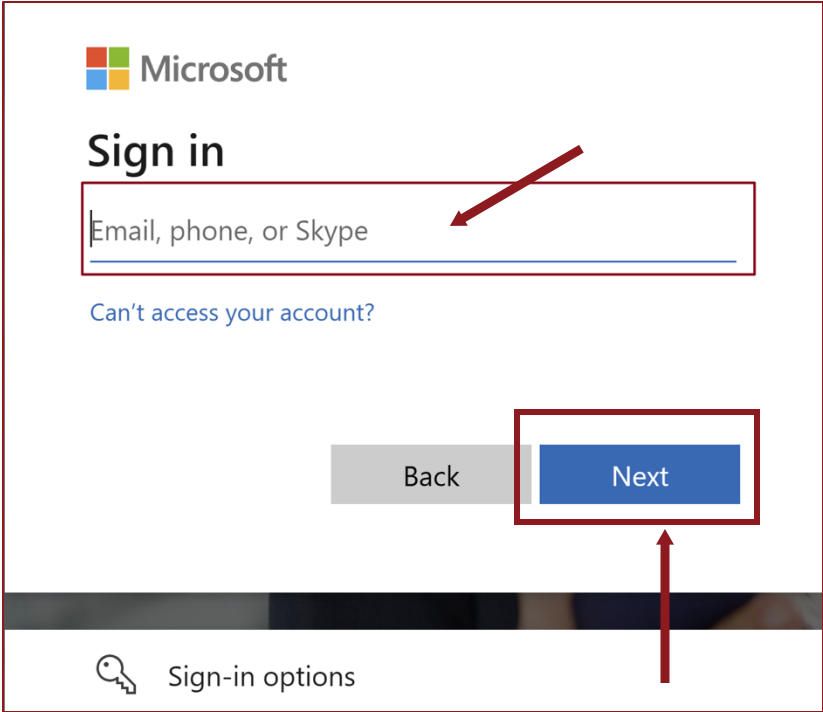 Microsoft
Sign in
Email, phone, or Skype
Can’t access your account?
Back
Next
Sign-in options